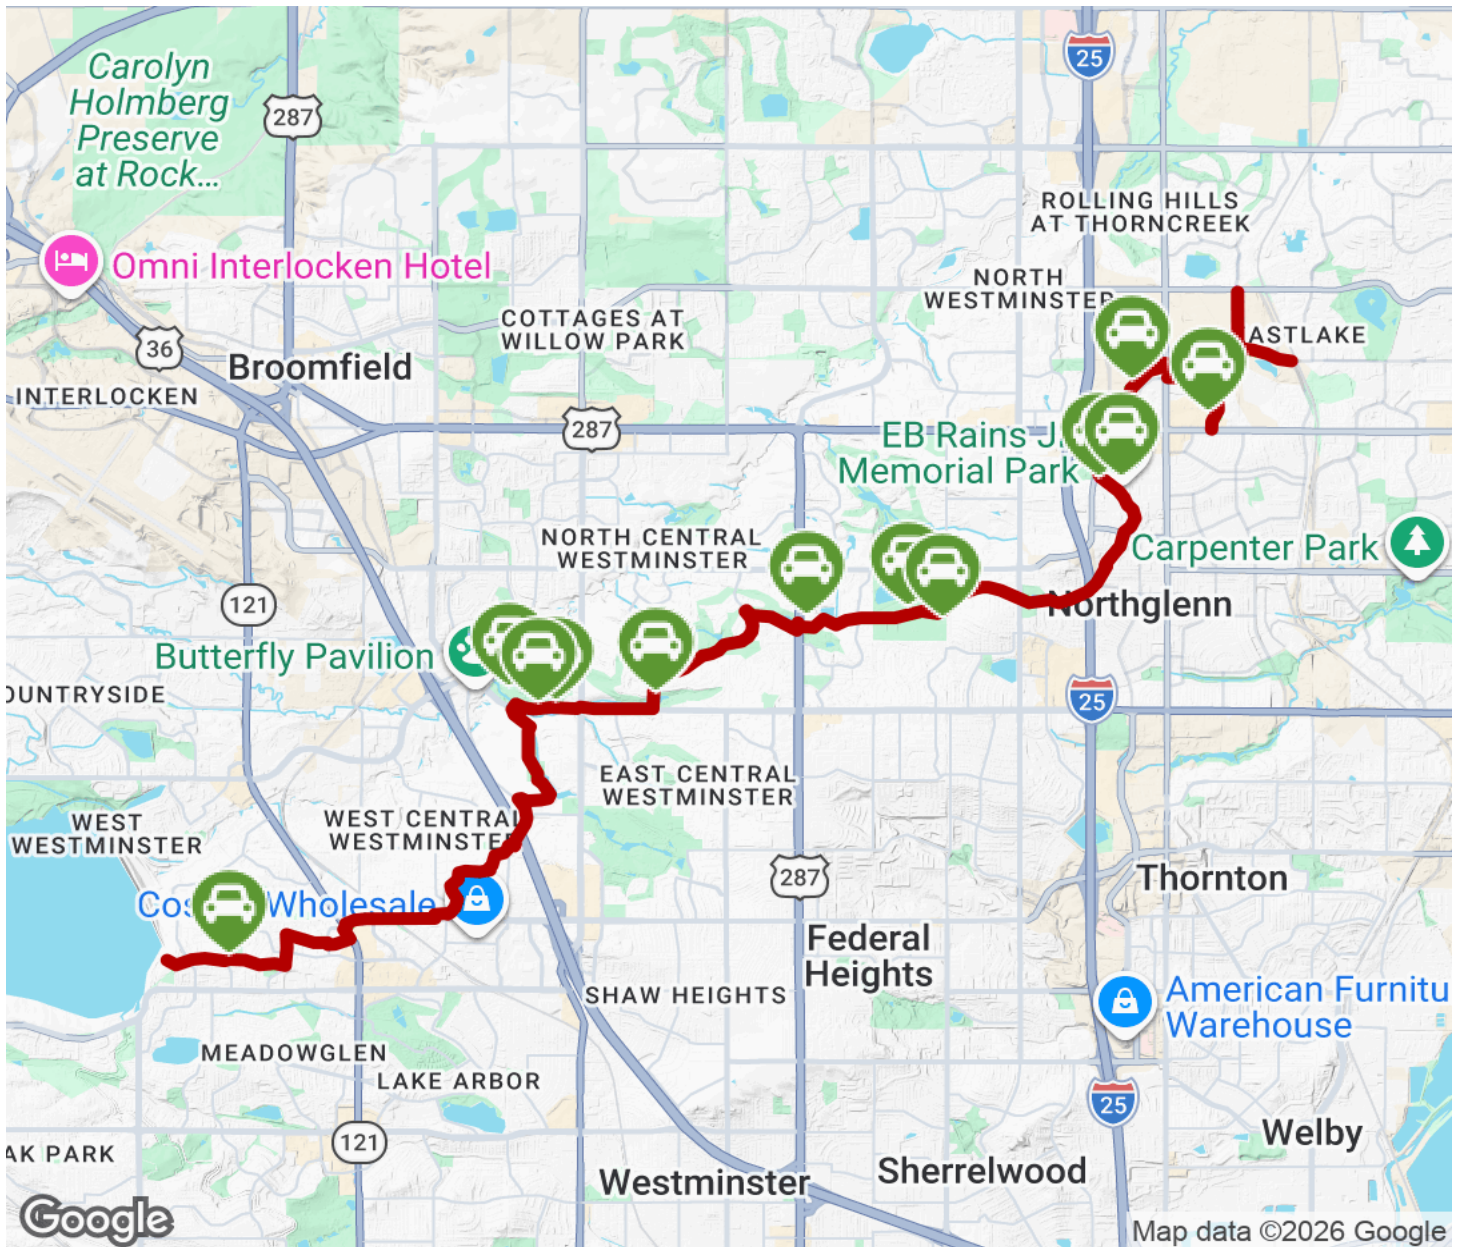 25
Carolyn
Holmberg
Preserve
at Rock...
287
ROLLING HILLS
AT THORNCREEK
Omni Interlocken Hotel
NORTH
WESTMINSTER
COTTAGES AT
WILLOW PARK
ASTLAKE
36
Broomfield
INTERLOCKEN
287
EB Rains J
Memorial Park
NORTH CENTRAL
WESTMINSTER
Carpenter Park
121
Northglenn
Butterfly Pavilion
OUNTRYSIDE
25
EAST CENTRAL
WESTMINSTER
WEST
WESTMINSTER
WEST CENTRAL
WESTMINSTE
287
Thornton
Cos Wholesale
Federal
Heights
SHAW HEIGHTS
American Furnitu
Warehouse
MEADOWGLEN
LAKE ARBOR
25
121
Welby
AK PARK
Westminster
Sherrelwood
Google
Map data ©2026 Google